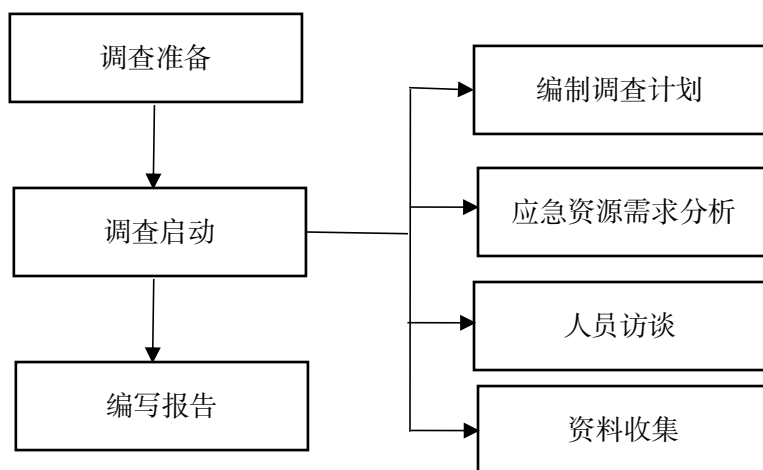 调查准备
调查启动
编写报告
编制调查计划
应急资源需求分析
人员访谈
资料收集